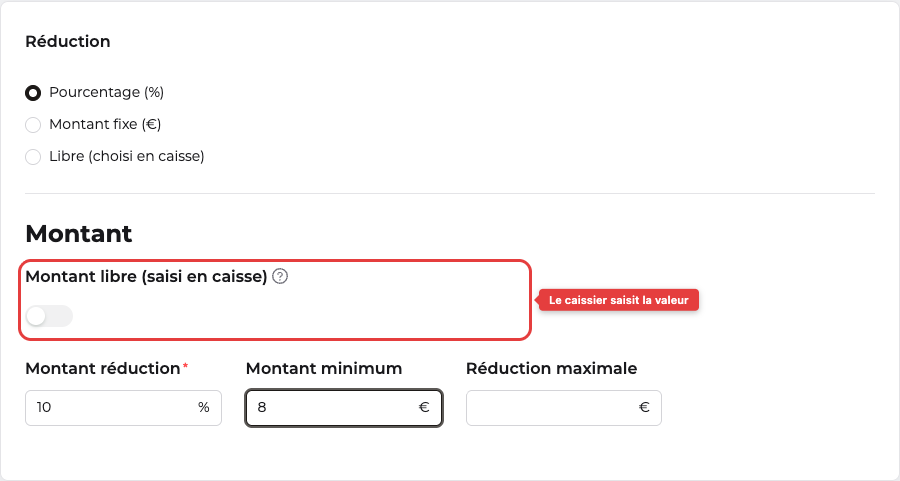 Réduction
Pourcentage (%)
Montant fixe (€)
Libre (choisi en caisse)
Montant
Montant libre (saisi en caisse) ?
Le caissier saisit la valeur
Montant réduction* Montant minimum Réduction maximale
10 % 8 € €